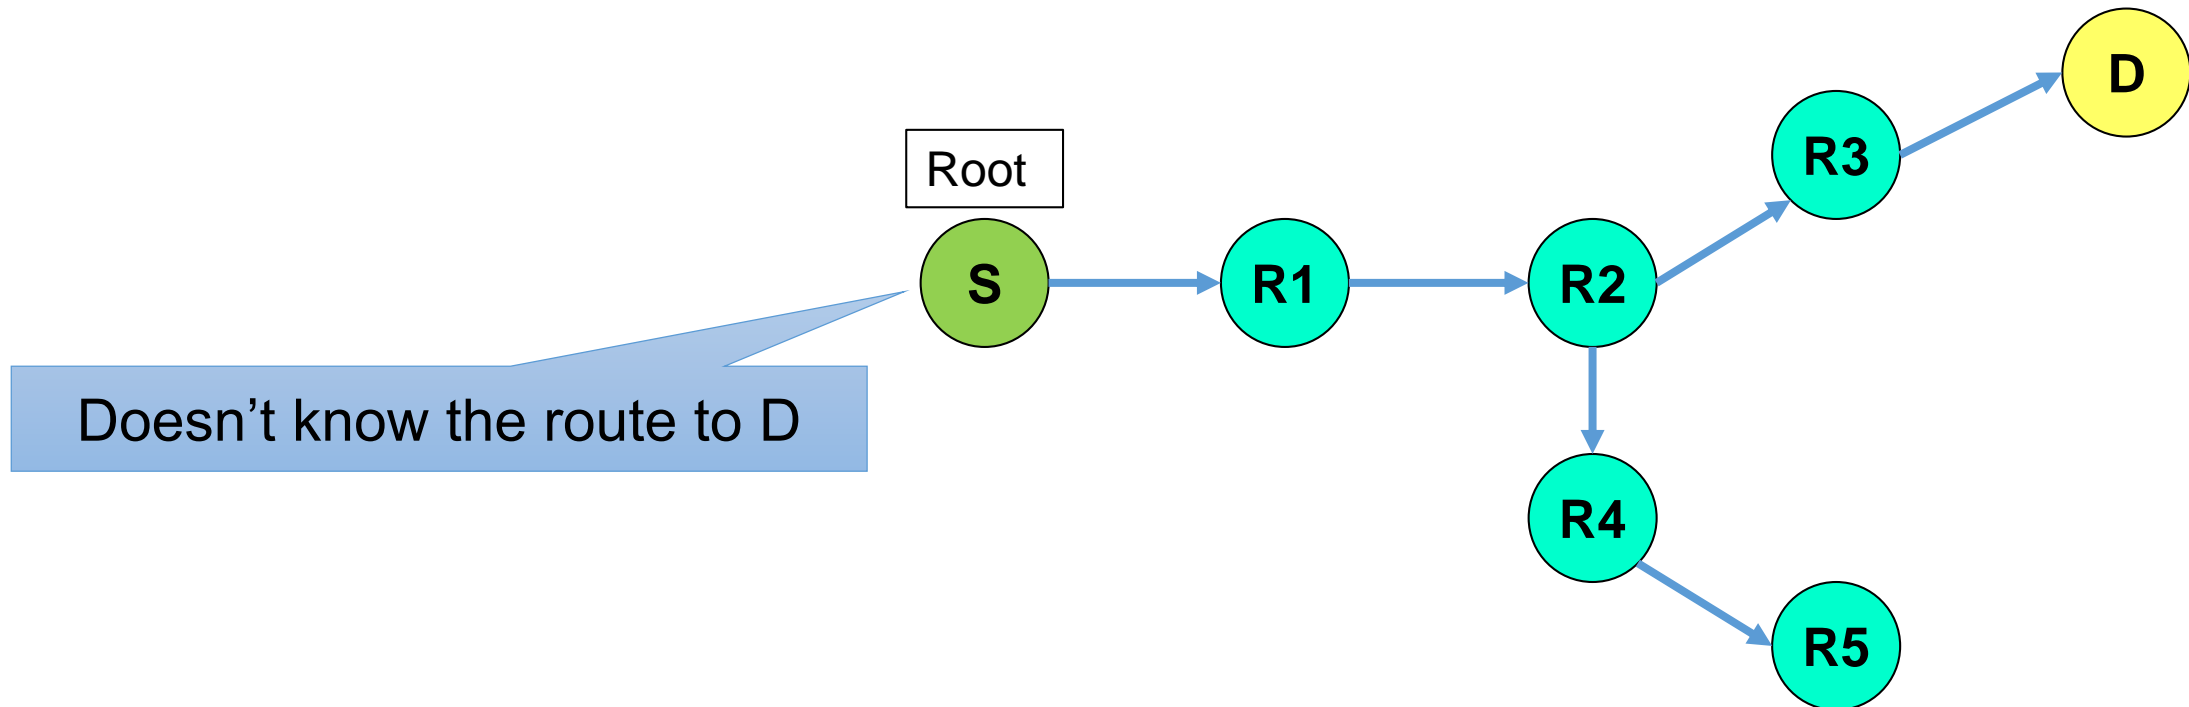 D
R3
Root
S
R1
R2
Doesn’t know the route to D
R4
R5